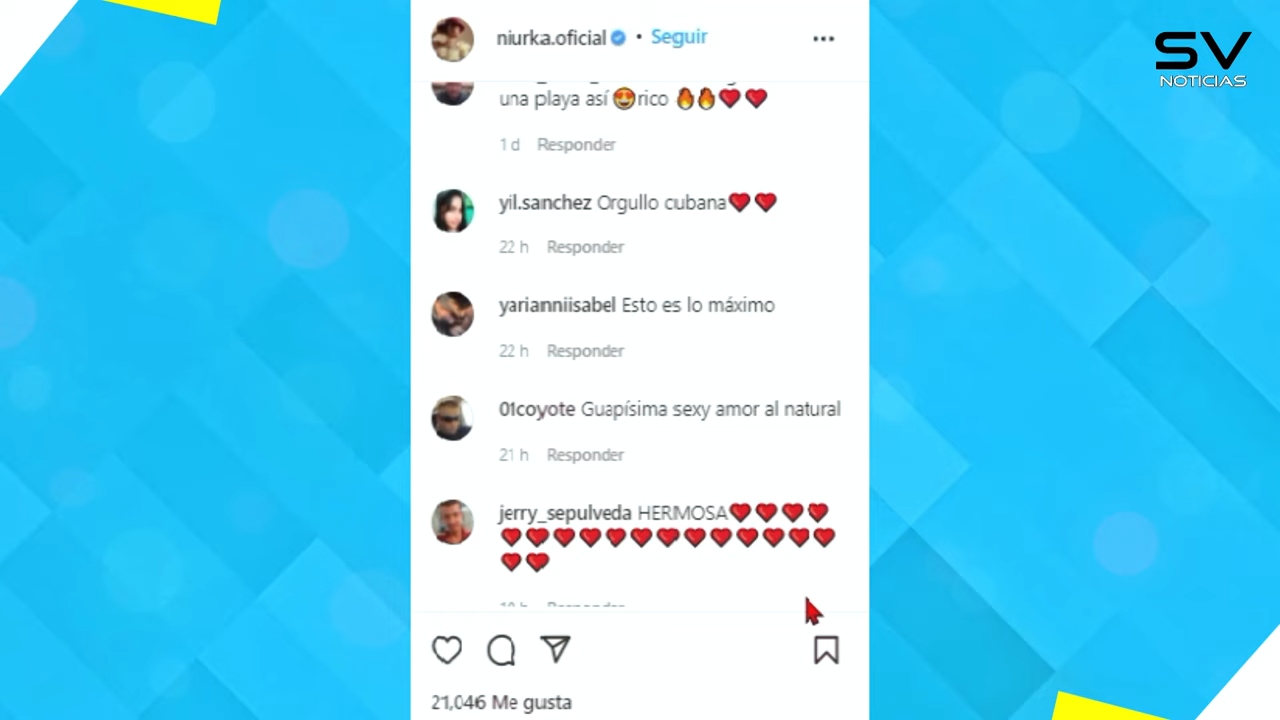 niurka.oficial • Seguir
SV
NOTICIAS
una playa así 😍rico 🔥🔥❤️❤️
1 d Responder
yil.sanchez Orgullo cubana❤️❤️
22 h Responder
yarianniisabel Esto es lo máximo
22 h Responder
01coyote Guapísima sexy amor al natural
21 h Responder
jerry_sepulveda HERMOSA❤️❤️❤️❤️
❤️❤️❤️❤️❤️❤️❤️❤️❤️❤️❤️❤️❤️
❤️❤️
21,046 Me gusta